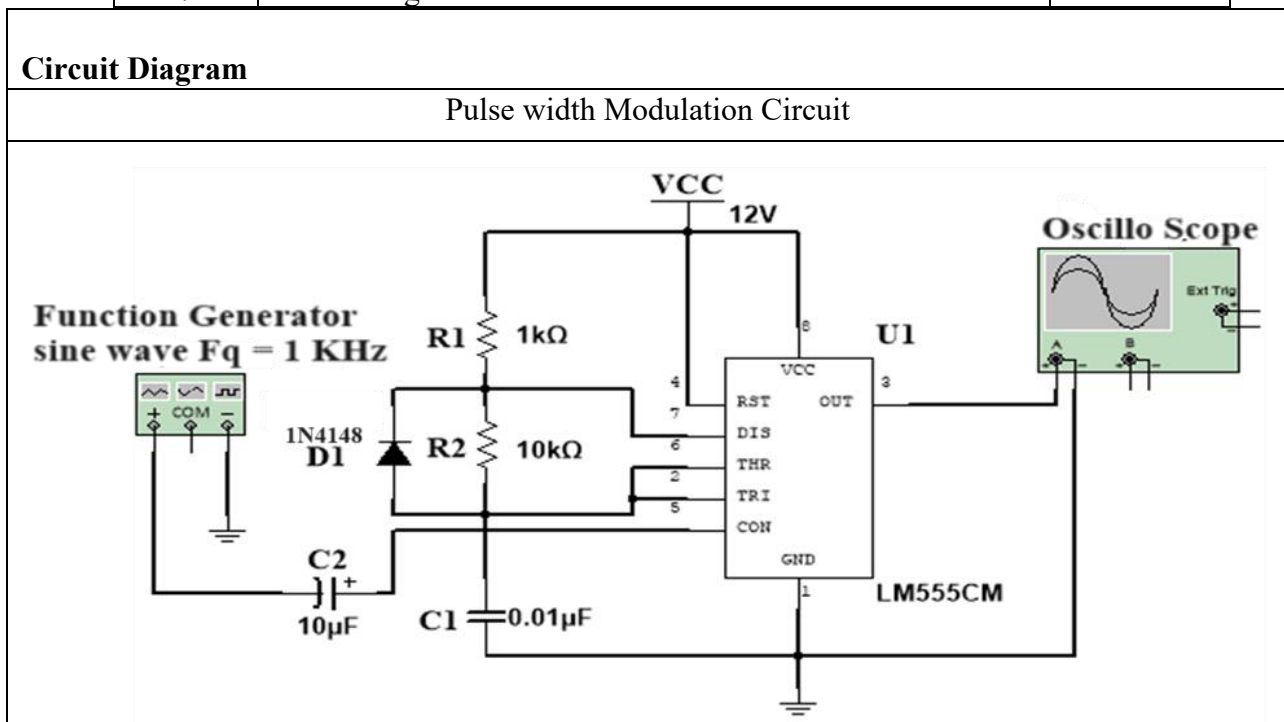 Circuit Diagram
Pulse width Modulation Circuit
VCC
12V
Oscillo Scope
Ext Trig
A
B
Function Generator
sine wave Fq = 1 KHz
COM
R1
1kΩ
1N4148
D1
R2
10kΩ
8
U1
VCC
4
RST
OUT
3
7
DIS
6
THR
2
TRI
5
CON
GND
1
LM555CM
C2
+
10µF
C1
0.01µF